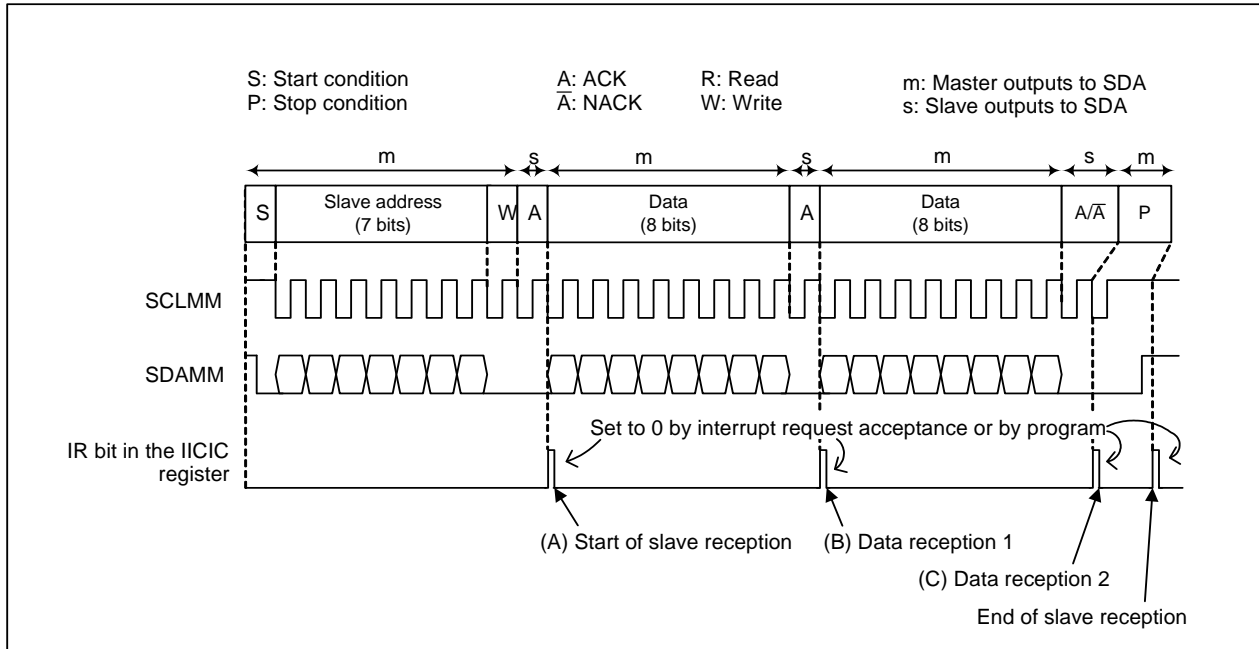 S: Start condition
P: Stop condition
A: ACK
A̅: NACK
R: Read
W: Write
m: Master outputs to SDA
s: Slave outputs to SDA
m s m s m s m
S Slave address (7 bits) W A Data (8 bits) A Data (8 bits) A/A̅ P
SCLMM
SDAMM
Set to 0 by interrupt request acceptance or by program
IR bit in the IICIC
register
(A) Start of slave reception
(B) Data reception 1
(C) Data reception 2
End of slave reception